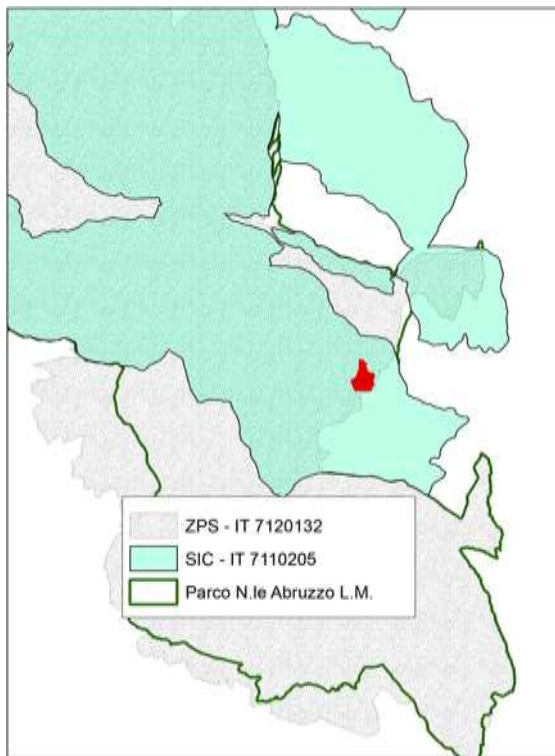 ZPS - IT 7120132
SIC - IT 7110205
Parco N.le Abruzzo L.M.